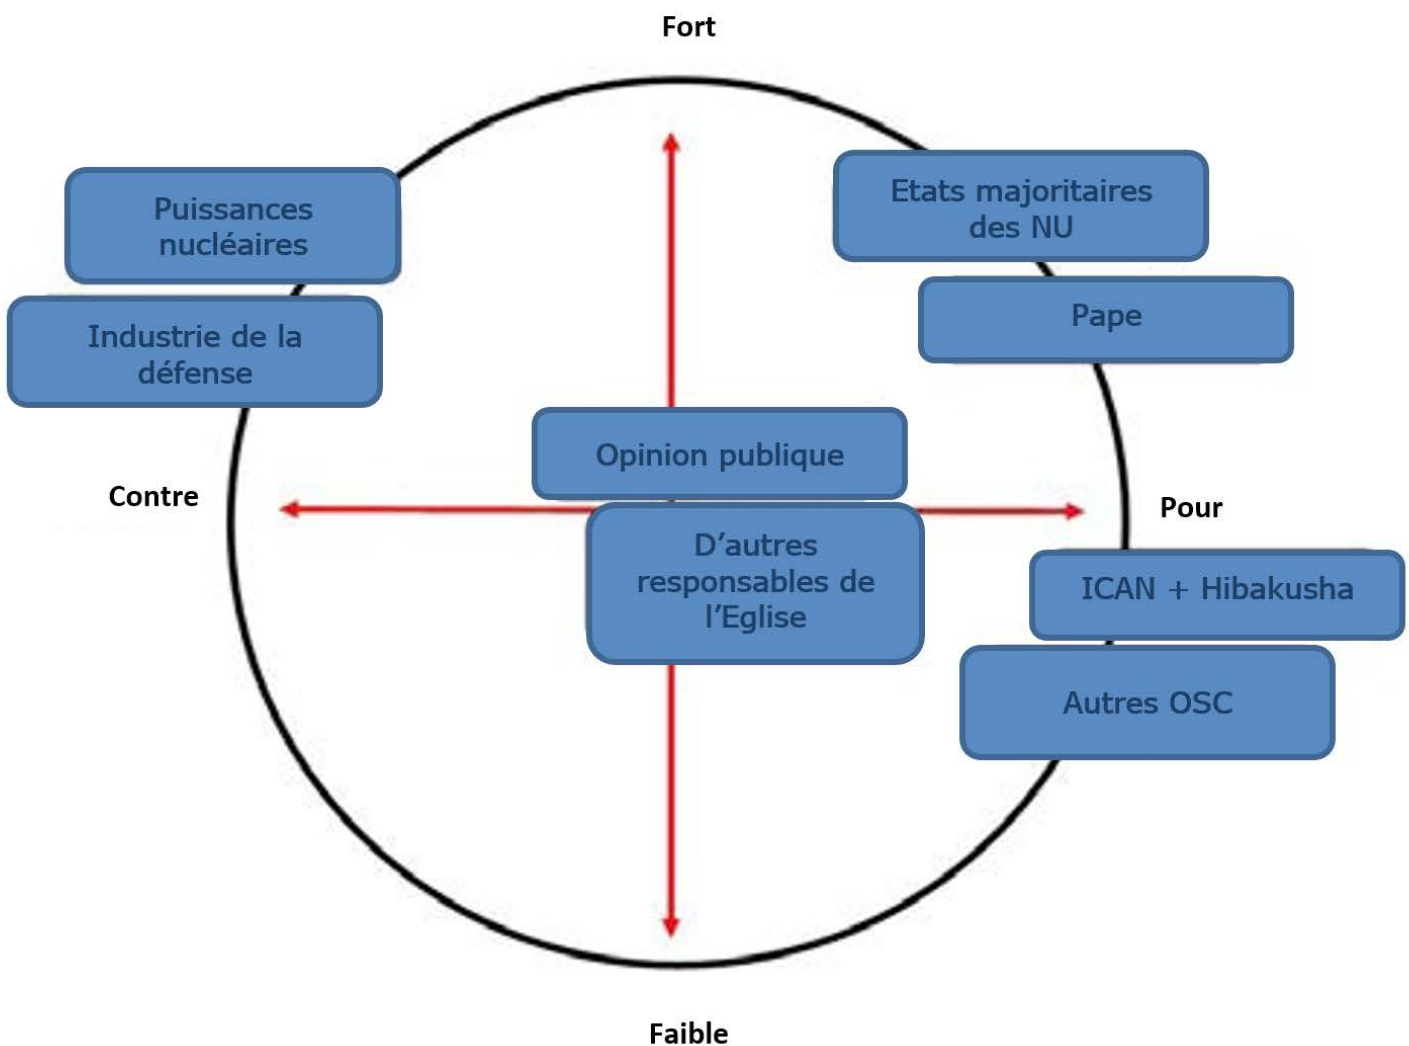 Fort
Puissances
nucléaires
Etats majoritaires
des NU
Industrie de la
défense
Pape
Opinion publique
Contre
Pour
D’autres
responsables de
l’Eglise
ICAN + Hibakusha
Autres OSC
Faible